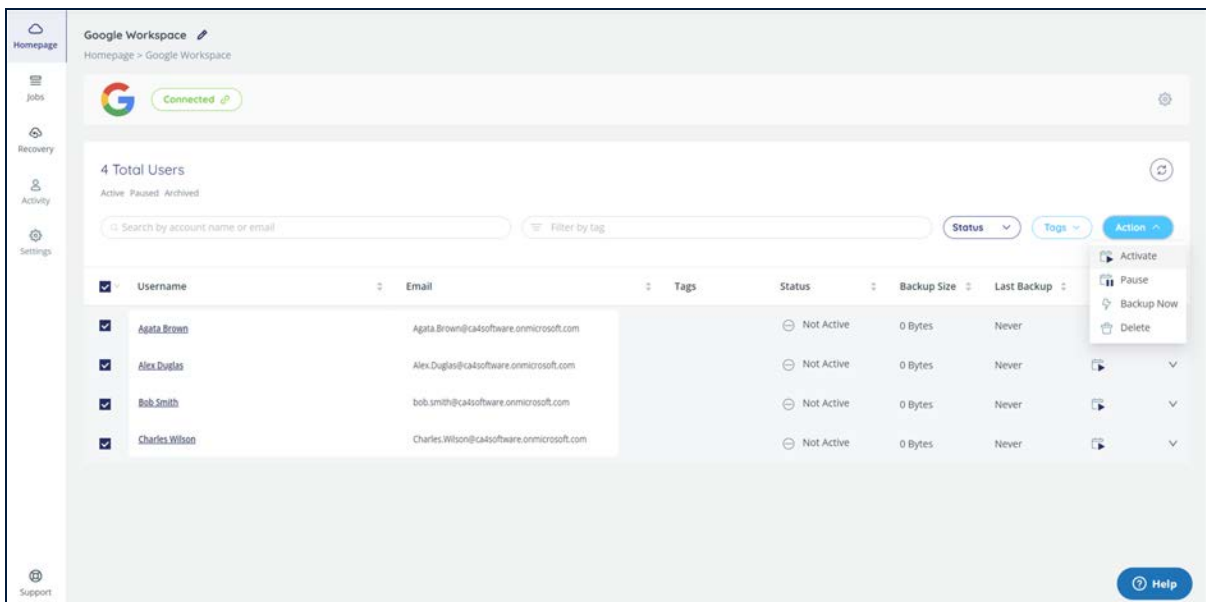 Homepage
Jobs
Recovery
Activity
Settings
Support
Google Workspace
Homepage > Google Workspace
Connected
4 Total Users
Active Paused Archived
Search by account name or email
Filter by tag
Status
Tags
Action
Activate
Pause
Backup Now
Delete
Username Email Tags Status Backup Size Last Backup
Agata Brown Agata.Brown@ca4software.onmicrosoft.com Not Active 0 Bytes Never
Alex Duglas Alex.Duglas@ca4software.onmicrosoft.com Not Active 0 Bytes Never
Bob Smith bob.smith@ca4software.onmicrosoft.com Not Active 0 Bytes Never
Charles Wilson Charles.Wilson@ca4software.onmicrosoft.com Not Active 0 Bytes Never
Help